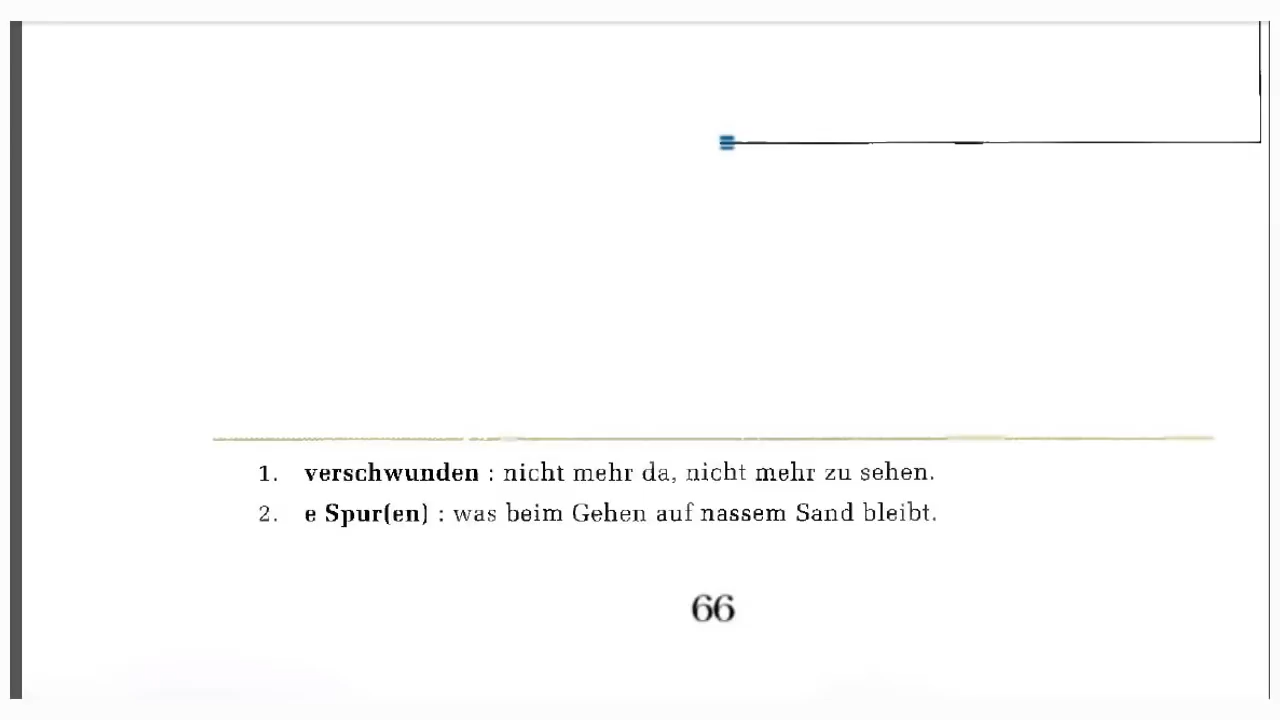 1. verschwunden : nicht mehr da, nicht mehr zu sehen.
2. e Spur(en) : was beim Gehen auf nassem Sand bleibt.
66